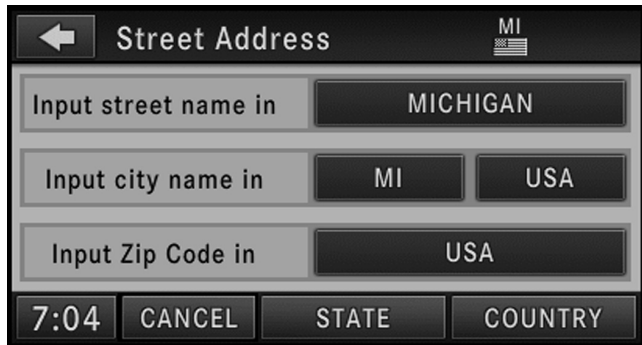 Street Address MI
Input street name in MICHIGAN
Input city name in MI USA
Input Zip Code in USA
7:04 CANCEL STATE COUNTRY